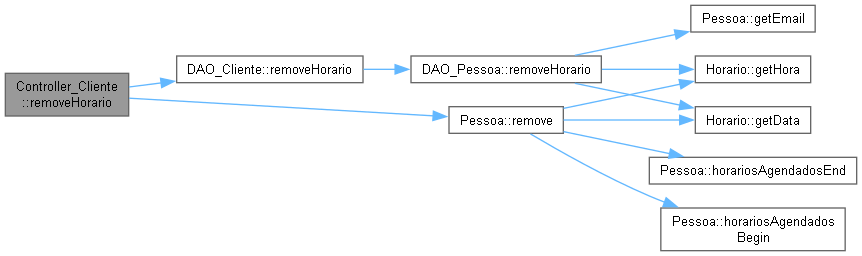 Controller_Cliente
::removeHorario
DAO_Cliente::removeHorario
DAO_Pessoa::removeHorario
Pessoa::remove
Pessoa::getEmail
Horario::getHora
Horario::getData
Pessoa::horariosAgendadosEnd
Pessoa::horariosAgendados
Begin